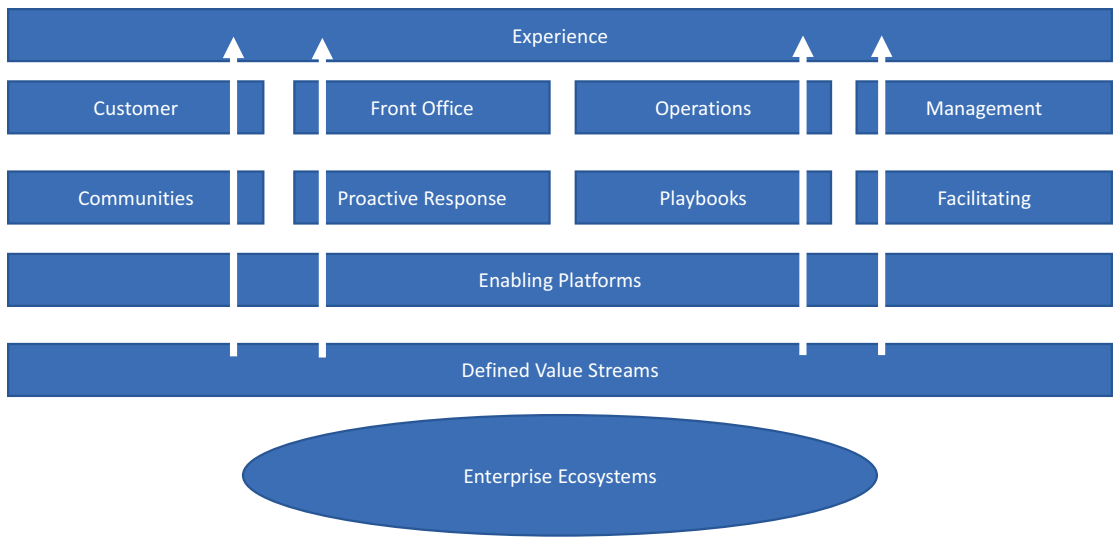 Experience
Customer
Front Office
Operations
Management
Communities
Proactive Response
Playbooks
Facilitating
Enabling Platforms
Defined Value Streams
Enterprise Ecosystems